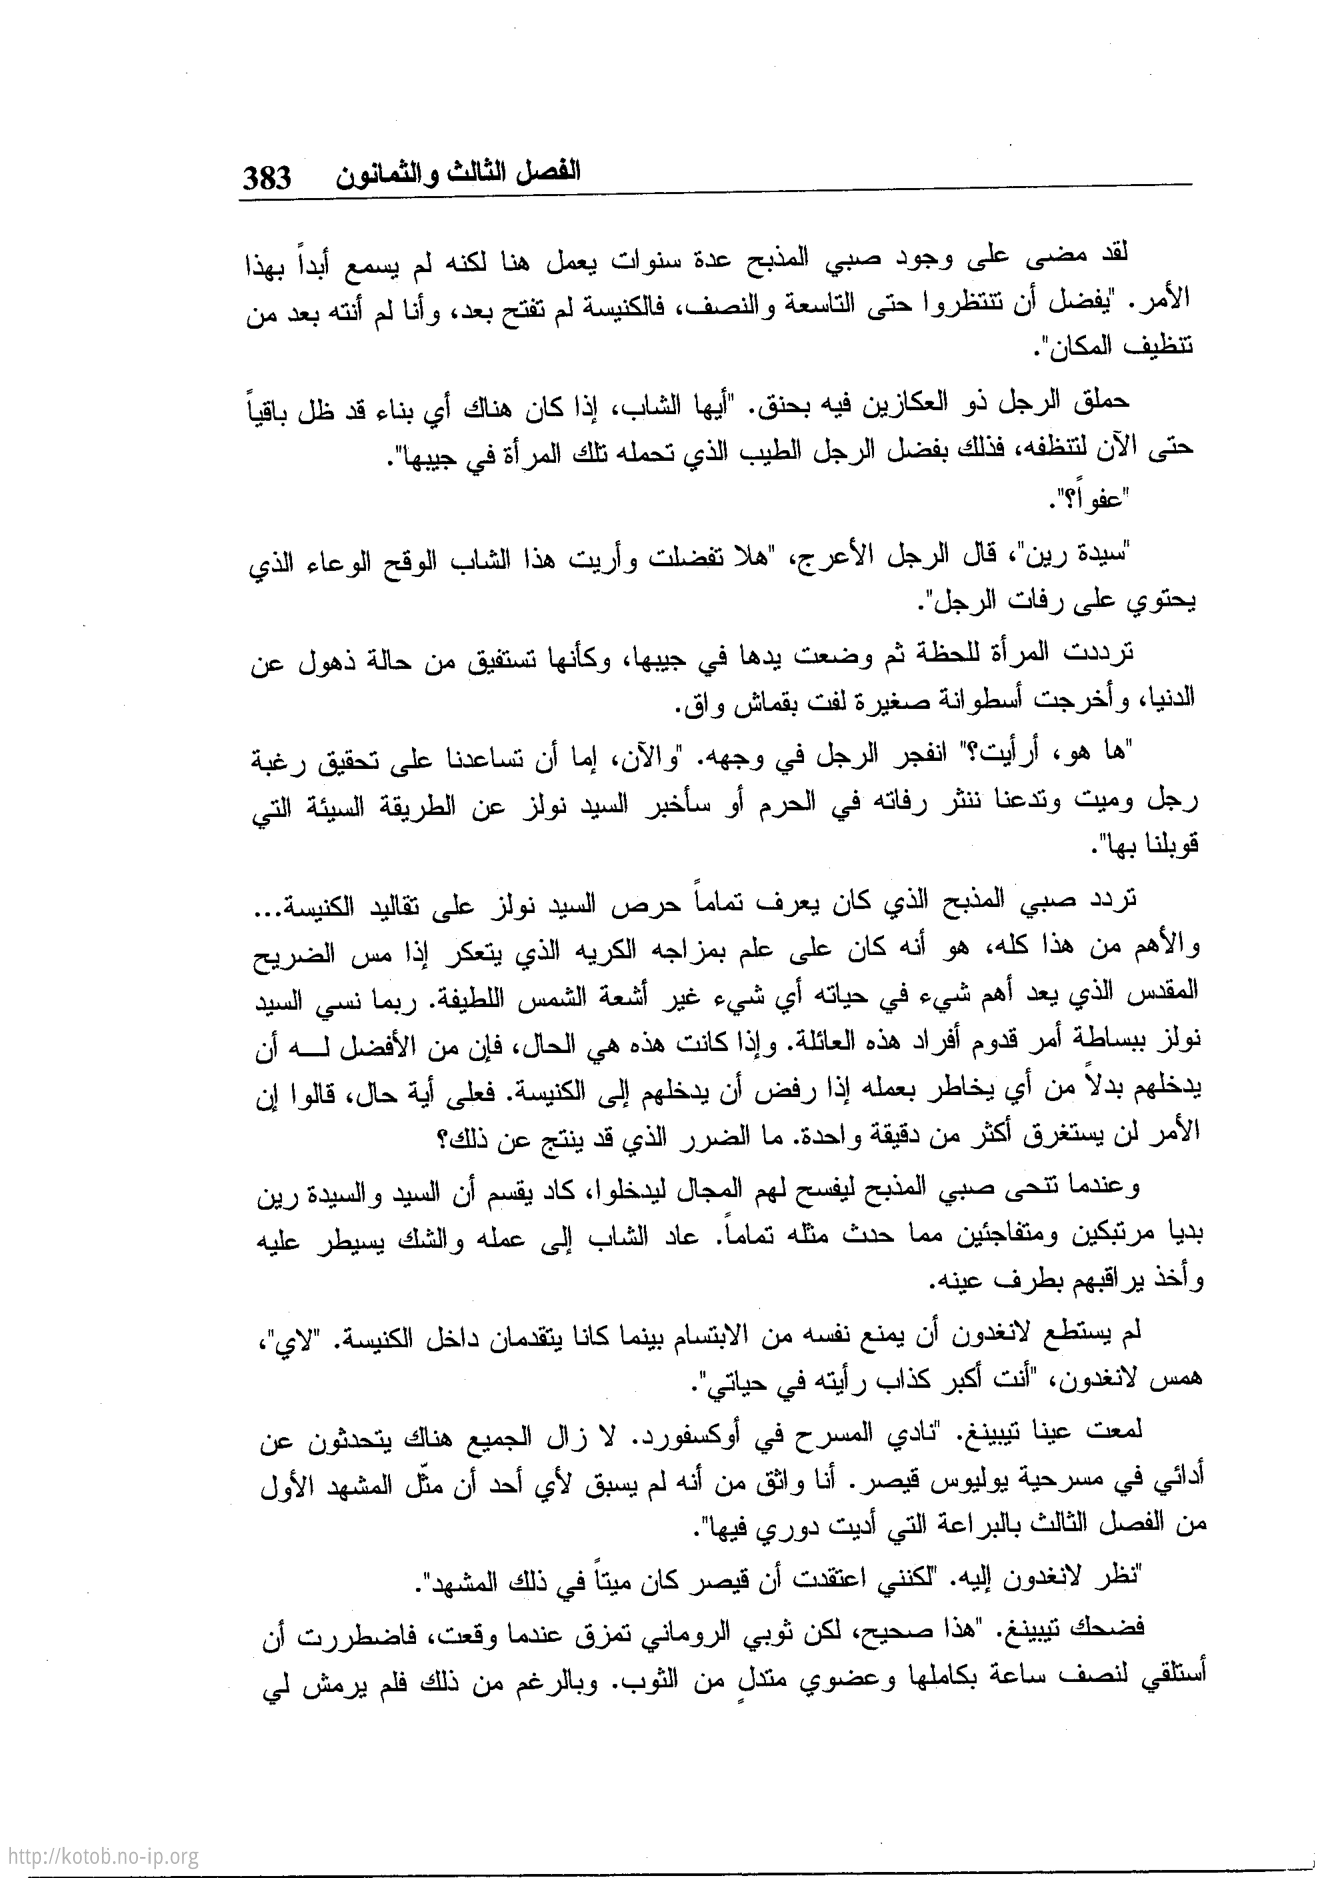 الفصل الثالث والثمانون 383
لقد مضى على وجود صبي المذبح عدة سنوات يعمل هنا لكنه لم يسمع أبداً بهذا
الأمر. "يفضل أن تنتظروا حتى التاسعة والنصف، فالكنيسة لم تفتح بعد، وأنا لم أنته بعد من
تنظيف المكان".
حملق الرجل ذو العكازين فيه بحنق. "أيها الشاب، إذا كان هناك أي بناء قد ظل باقياً
حتى الآن لتنظفه، فذلك بفضل الرجل الطيب الذي تحمله تلك المرأة في جيبها".
"عفواً؟".
"سيدة رين"، قال الرجل الأعرج، "هلا تفضلت وأريت هذا الشاب الوقح الوعاء الذي
يحتوي على رفات الرجل".
ترددت المرأة للحظة ثم وضعت يدها في جيبها، وكأنها تستفيق من حالة ذهول عن
الدنيا، وأخرجت أسطوانة صغيرة لفت بقماش واق.
"ها هو، أرأيت؟" انفجر الرجل في وجهه. "والآن، إما أن تساعدنا على تحقيق رغبة
رجل وميت وتدعنا ننثر رفاته في الحرم أو سأخبر السيد نولز عن الطريقة السيئة التي
قوبلنا بها".
تردد صبي المذبح الذي كان يعرف تماماً حرص السيد نولز على تقاليد الكنيسة...
والأهم من هذا كله، هو أنه كان على علم بمزاجه الكريه الذي يتعكر إذا مس الضريح
المقدس الذي يعد أهم شيء في حياته أي شيء غير أشعة الشمس اللطيفة. ربما نسي السيد
نولز ببساطة أمر قدوم أفراد هذه العائلة. وإذا كانت هذه هي الحال، فإن من الأفضل لـه أن
يدخلهم بدلاً من أي يخاطر بعمله إذا رفض أن يدخلهم إلى الكنيسة. فعلى أية حال، قالوا إن
الأمر لن يستغرق أكثر من دقيقة واحدة. ما الضرر الذي قد ينتج عن ذلك؟
وعندما تنحى صبي المذبح ليفسح لهم المجال ليدخلوا، كاد يقسم أن السيد والسيدة رين
بديا مرتبكين ومتفاجئين مما حدث مثله تماماً. عاد الشاب إلى عمله والشك يسيطر عليه
وأخذ يراقبهم بطرف عينه.
لم يستطع لانغدون أن يمنع نفسه من الابتسام بينما كانا يتقدمان داخل الكنيسة. "لاي"،
همس لانغدون، "أنت أكبر كذاب رأيته في حياتي".
لمعت عينا تيبينغ. "نادي المسرح في أوكسفورد. لا زال الجميع هناك يتحدثون عن
أدائي في مسرحية يوليوس قيصر. أنا واثق من أنه لم يسبق لأي أحد أن مثّل المشهد الأول
من الفصل الثالث بالبراعة التي أديت دوري فيها".
"نظر لانغدون إليه. "لكنني اعتقدت أن قيصر كان ميتاً في ذلك المشهد".
فضحك تيبينغ. "هذا صحيح، لكن ثوبي الروماني تمزق عندما وقعت، فاضطررت أن
أستلقي لنصف ساعة بكاملها وعضوي متدلٍ من الثوب. وبالرغم من ذلك فلم يرمش لي
http://kotob.no-ip.org